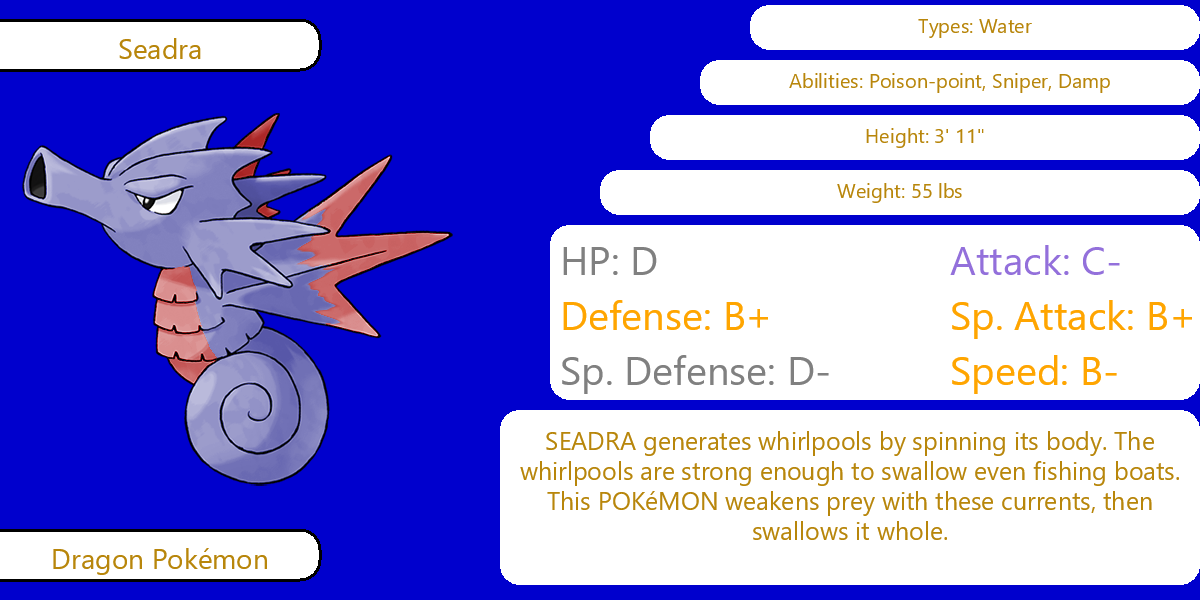 Seadra
Types: Water
Abilities: Poison-point, Sniper, Damp
Height: 3' 11"
Weight: 55 lbs
HP: D
Attack: C-
Defense: B+
Sp. Attack: B+
Sp. Defense: D-
Speed: B-
SEADRA generates whirlpools by spinning its body. The
whirlpools are strong enough to swallow even fishing boats.
This POKéMON weakens prey with these currents, then
swallows it whole.
Dragon Pokémon